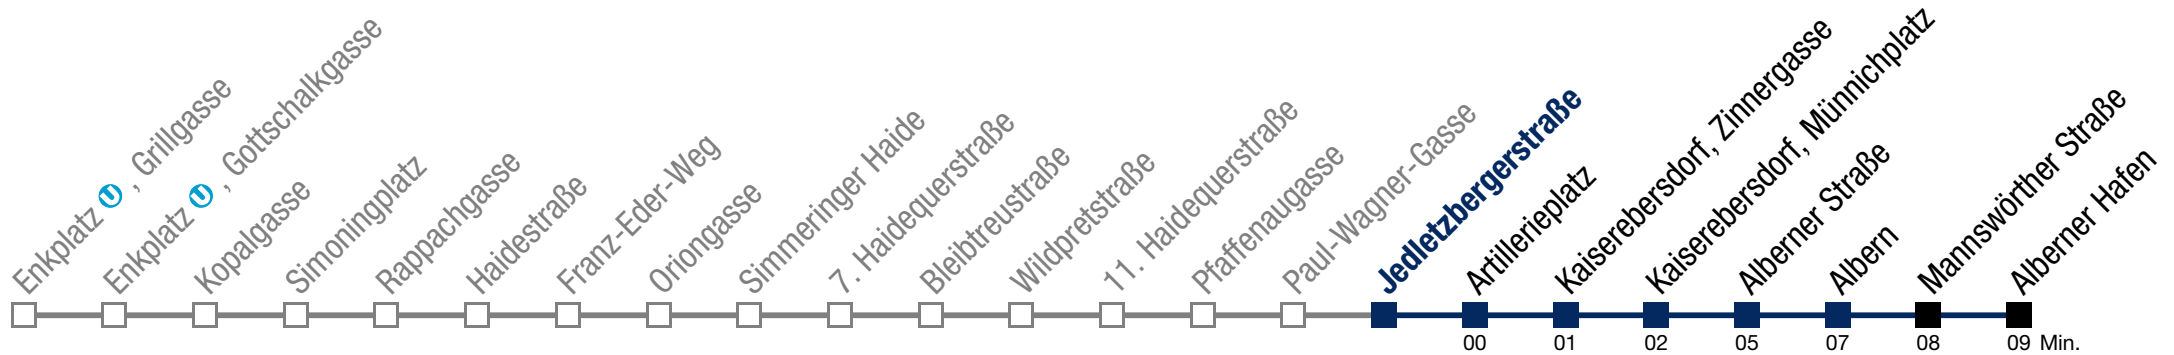 Enkplatz U , Grillgasse
Enkplatz U , Gottschalkgasse
Kopalgasse
Simoningplatz
Rappachgasse
Haidestraße
Franz-Eder-Weg
Oriongasse
Simmeringer Haide
7. Haidequerstraße
Bleibtreustraße
Wildpretstraße
11. Haidequerstraße
Pfaffenaugasse
Paul-Wagner-Gasse
Jedletzbergerstraße
Artillerieplatz
Kaiserebersdorf, Zinnergasse
Kaiserebersdorf, Münnichplatz
Alberner Straße
Albern
Mannswörther Straße
Alberner Hafen
00 01 02 05 07 08 09 Min.